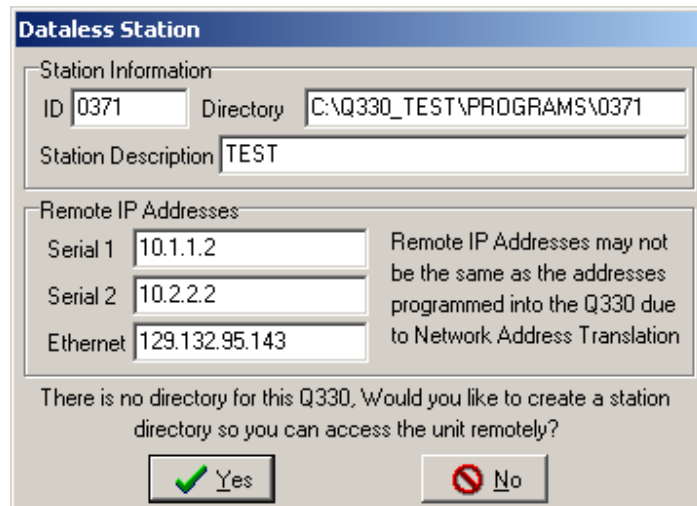 Dataless Station
Station Information
ID 0371 Directory C:\Q330_TEST\PROGRAMS\0371
Station Description TEST
Remote IP Addresses
Serial 1 10.1.1.2
Serial 2 10.2.2.2
Ethernet 129.132.95.143
Remote IP Addresses may not
be the same as the addresses
programmed into the Q330 due
to Network Address Translation
There is no directory for this Q330, Would you like to create a station
directory so you can access the unit remotely?
Yes
No